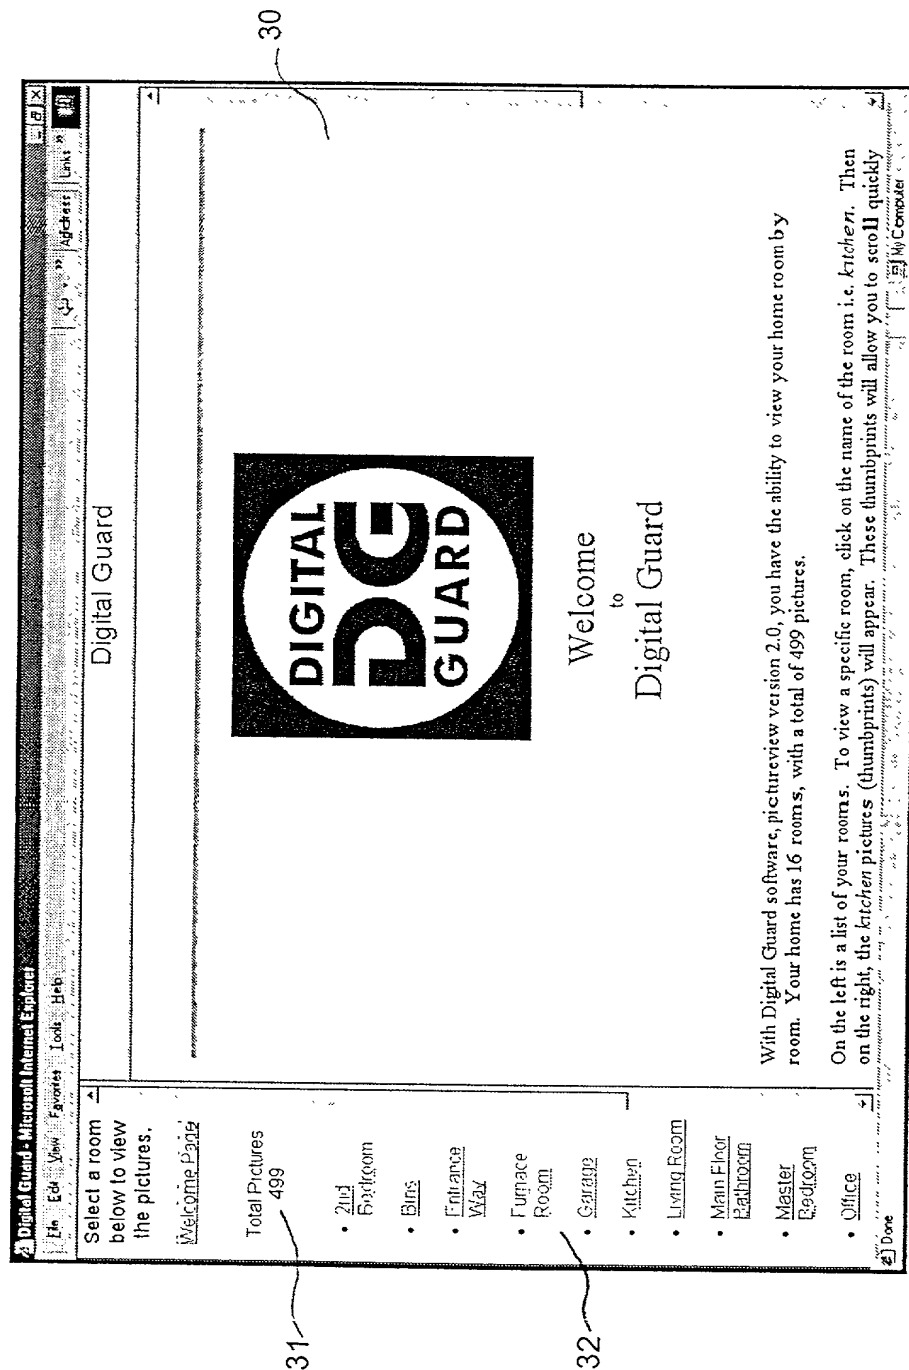 Digital Guard - Microsoft Internet Explorer
File Edit View Favorites Tools Help
Address Links »
Select a room
below to view
the pictures.
Welcome Page
Total Pictures
499
• 2nd
Bedroom
• Bins
• Entrance
Way
• Furnace
Room
• Garage
• Kitchen
• Living Room
• Main Floor
Bathroom
• Master
Bedroom
• Office
Digital Guard
DIGITAL
DG
GUARD
Welcome
to
Digital Guard
With Digital Guard software, picturereview version 2.0, you have the ability to view your home room by
room. Your home has 16 rooms, with a total of 499 pictures.
On the left is a list of your rooms. To view a specific room, click on the name of the room i.e. kitchen. Then
on the right, the kitchen pictures (thumbprints) will appear. These thumbprints will allow you to scroll quickly
Done
My Computer
30
31
32